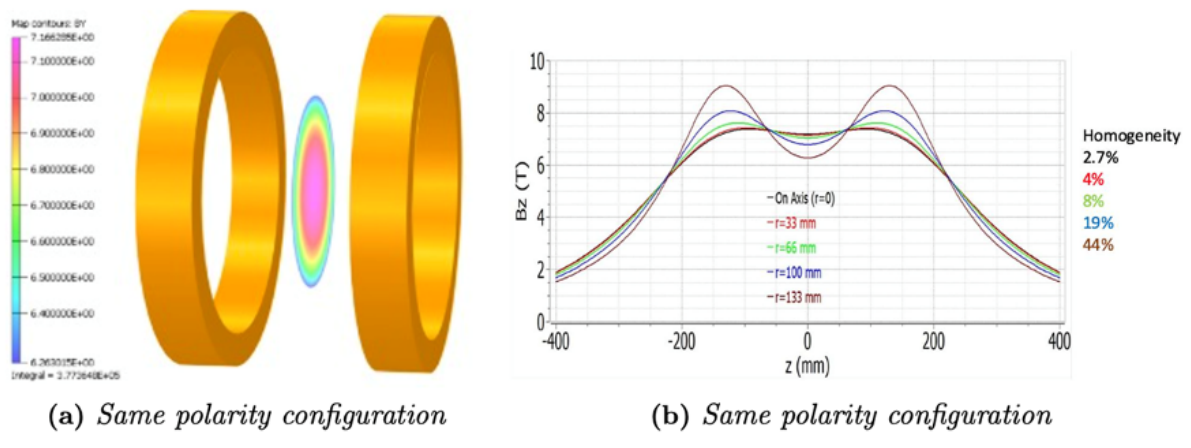 Map contours: BY
7.166285E+00
7.100000E+00
7.000000E+00
6.900000E+00
6.800000E+00
6.700000E+00
6.600000E+00
6.500000E+00
6.400000E+00
6.263015E+00
Integral = 3.773648E+05
(a) Same polarity configuration
Bz (T)
10
8
6
4
2
0
-400
-200
0
200
400
z (mm)
On Axis (r=0)
r=33 mm
r=66 mm
r=100 mm
r=133 mm
Homogeneity
2.7%
4%
8%
19%
44%
(b) Same polarity configuration